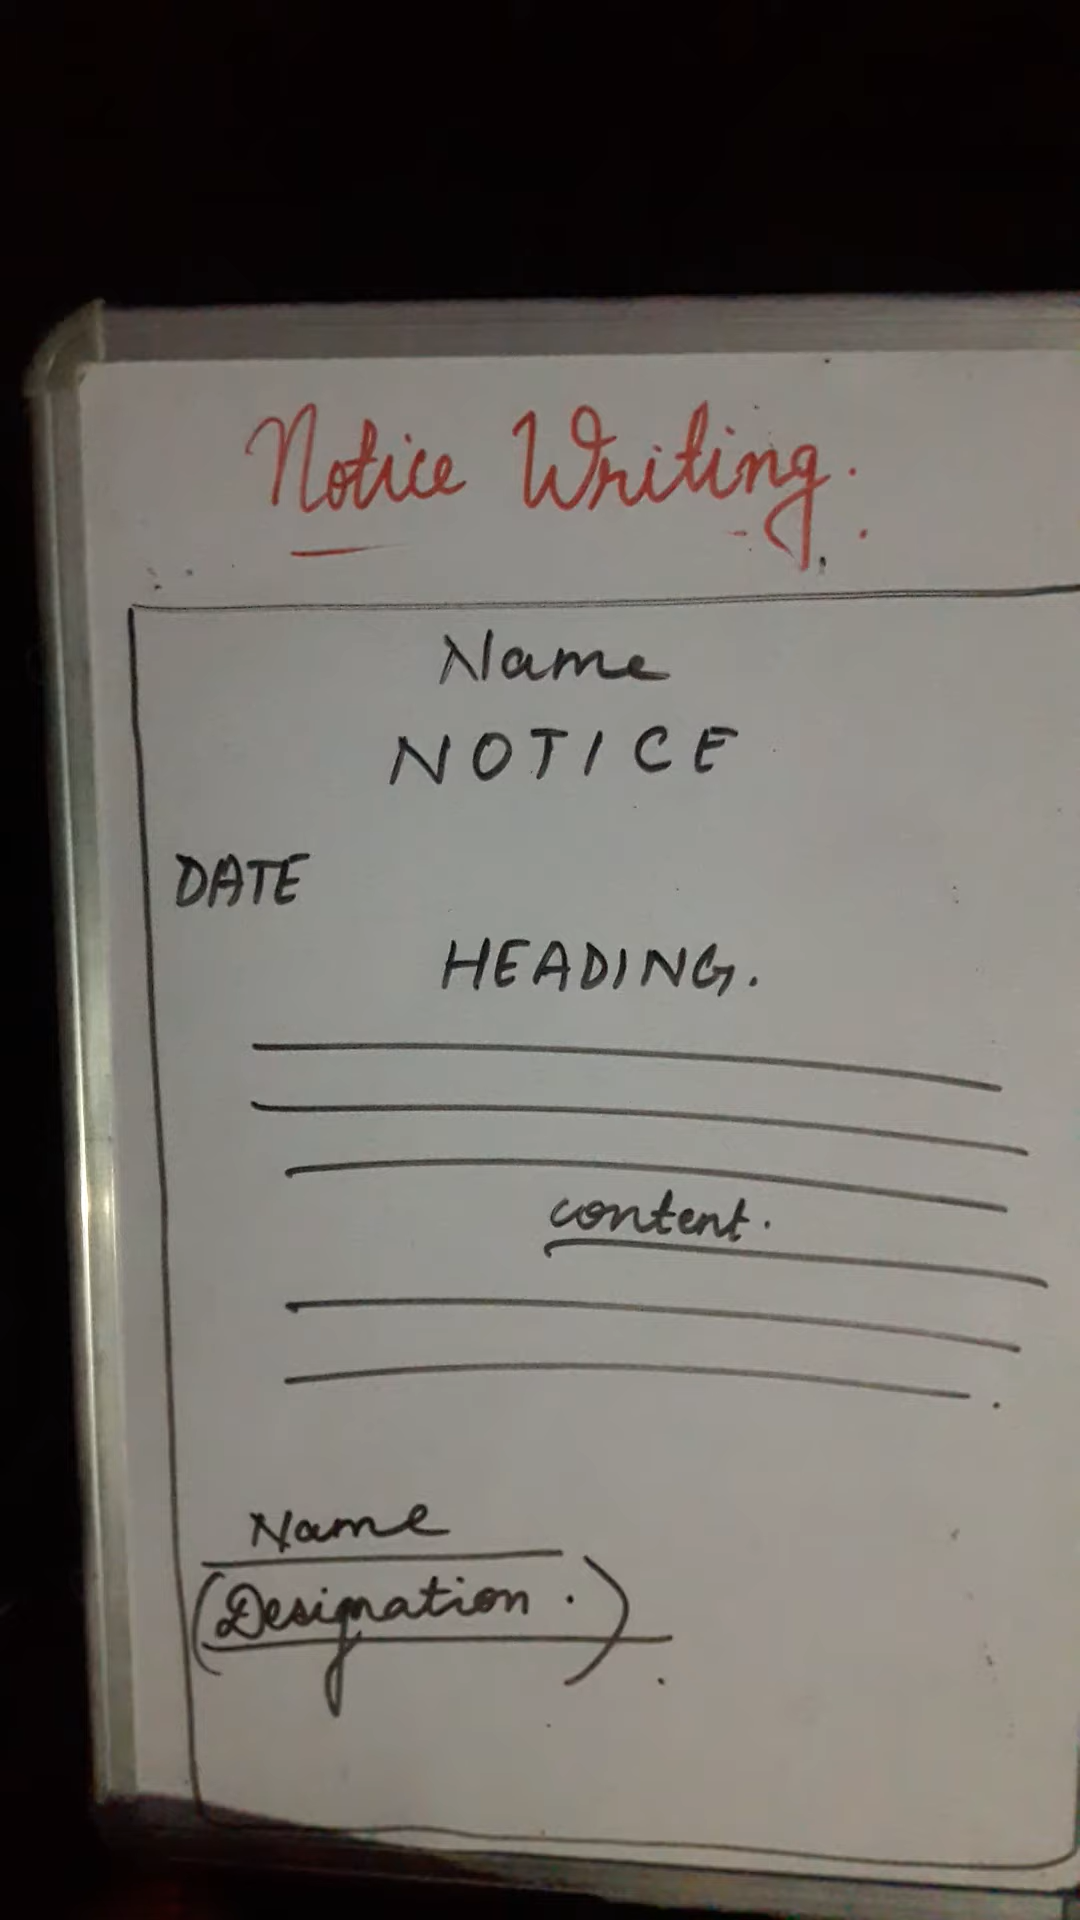 Notice Writing.
Name
NOTICE
DATE
HEADING.
content.
Name
(Designation.)